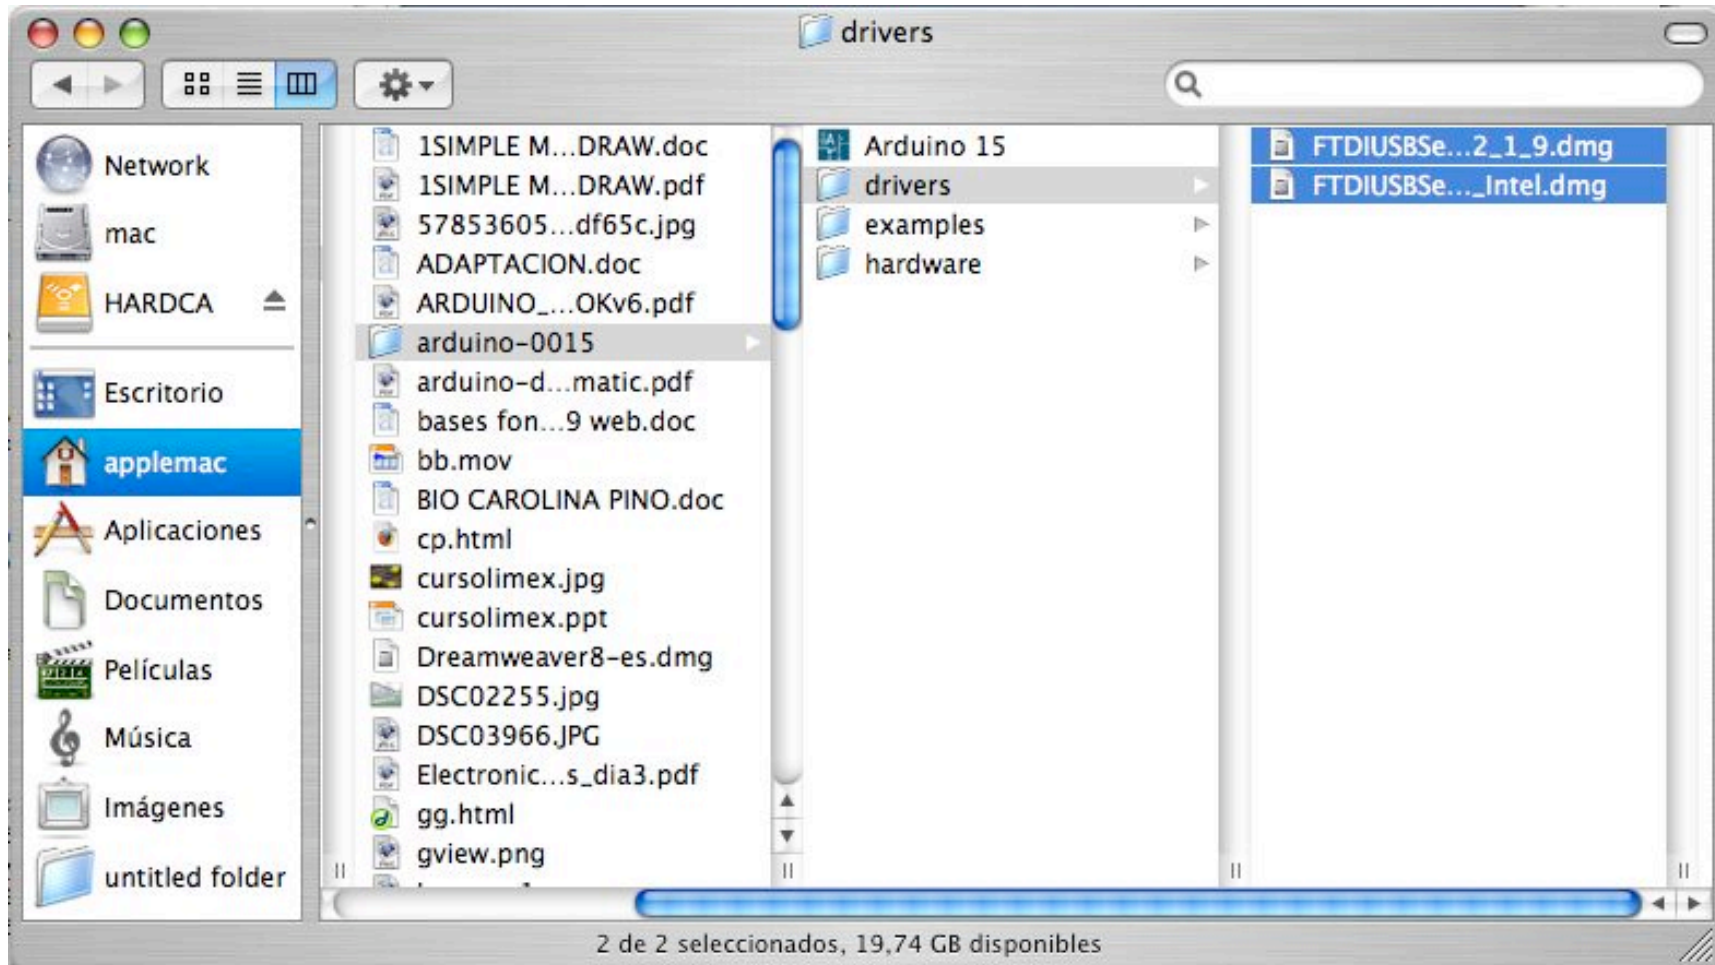 drivers
Network
mac
HARDCA
Escritorio
applemac
Aplicaciones
Documentos
Películas
Música
Imágenes
untitled folder
1SIMPLE M...DRAW.doc
1SIMPLE M...DRAW.pdf
57853605...df65c.jpg
ADAPTACION.doc
ARDUINO_...OKv6.pdf
arduino-0015
arduino-d...matic.pdf
bases fon...9 web.doc
bb.mov
BIO CAROLINA PINO.doc
cp.html
cursolimex.jpg
cursolimex.ppt
Dreamweaver8-es.dmg
DSC02255.jpg
DSC03966.JPG
Electronic...s_dia3.pdf
gg.html
gview.png
Arduino 15
drivers
examples
hardware
FTDIUSBSe...2_1_9.dmg
FTDIUSBSe..._Intel.dmg
2 de 2 seleccionados, 19,74 GB disponibles